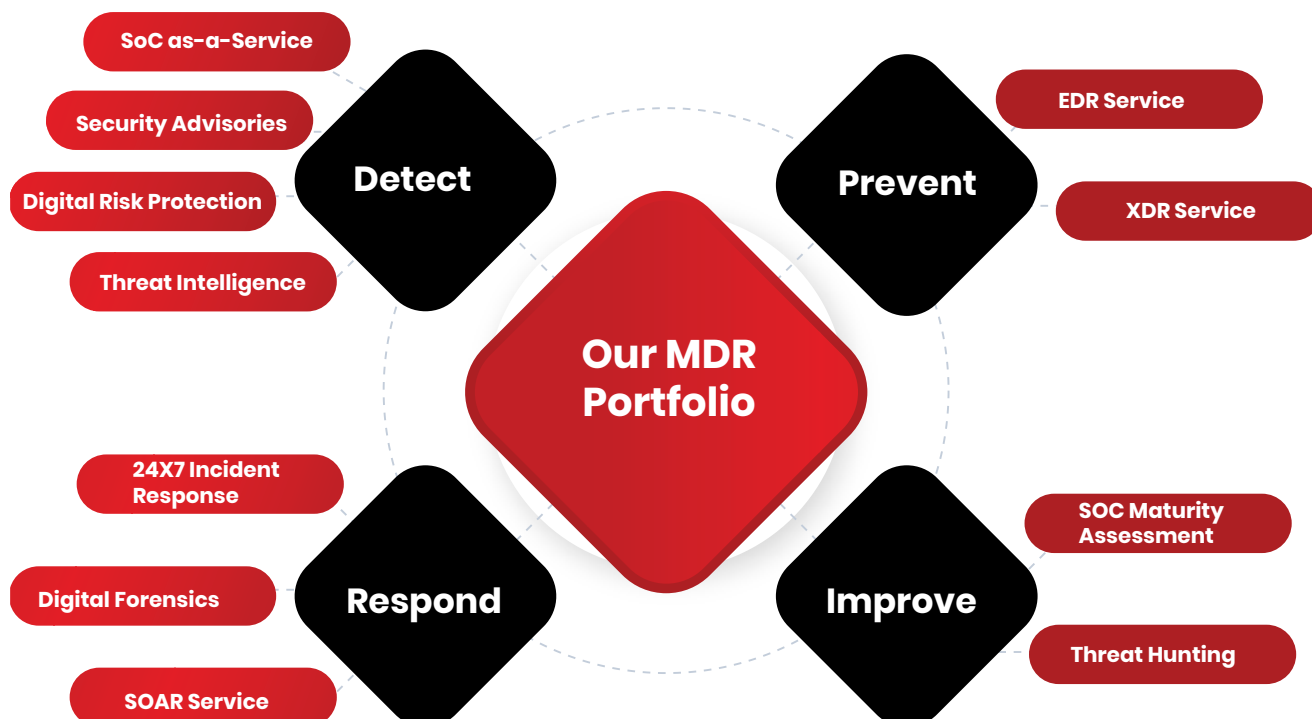 SoC as-a-Service
Security Advisories
Digital Risk Protection
Threat Intelligence
Detect
Prevent
EDR Service
XDR Service
Our MDR
Portfolio
24X7 Incident
Response
Digital Forensics
SOAR Service
Respond
Improve
SOC Maturity
Assessment
Threat Hunting